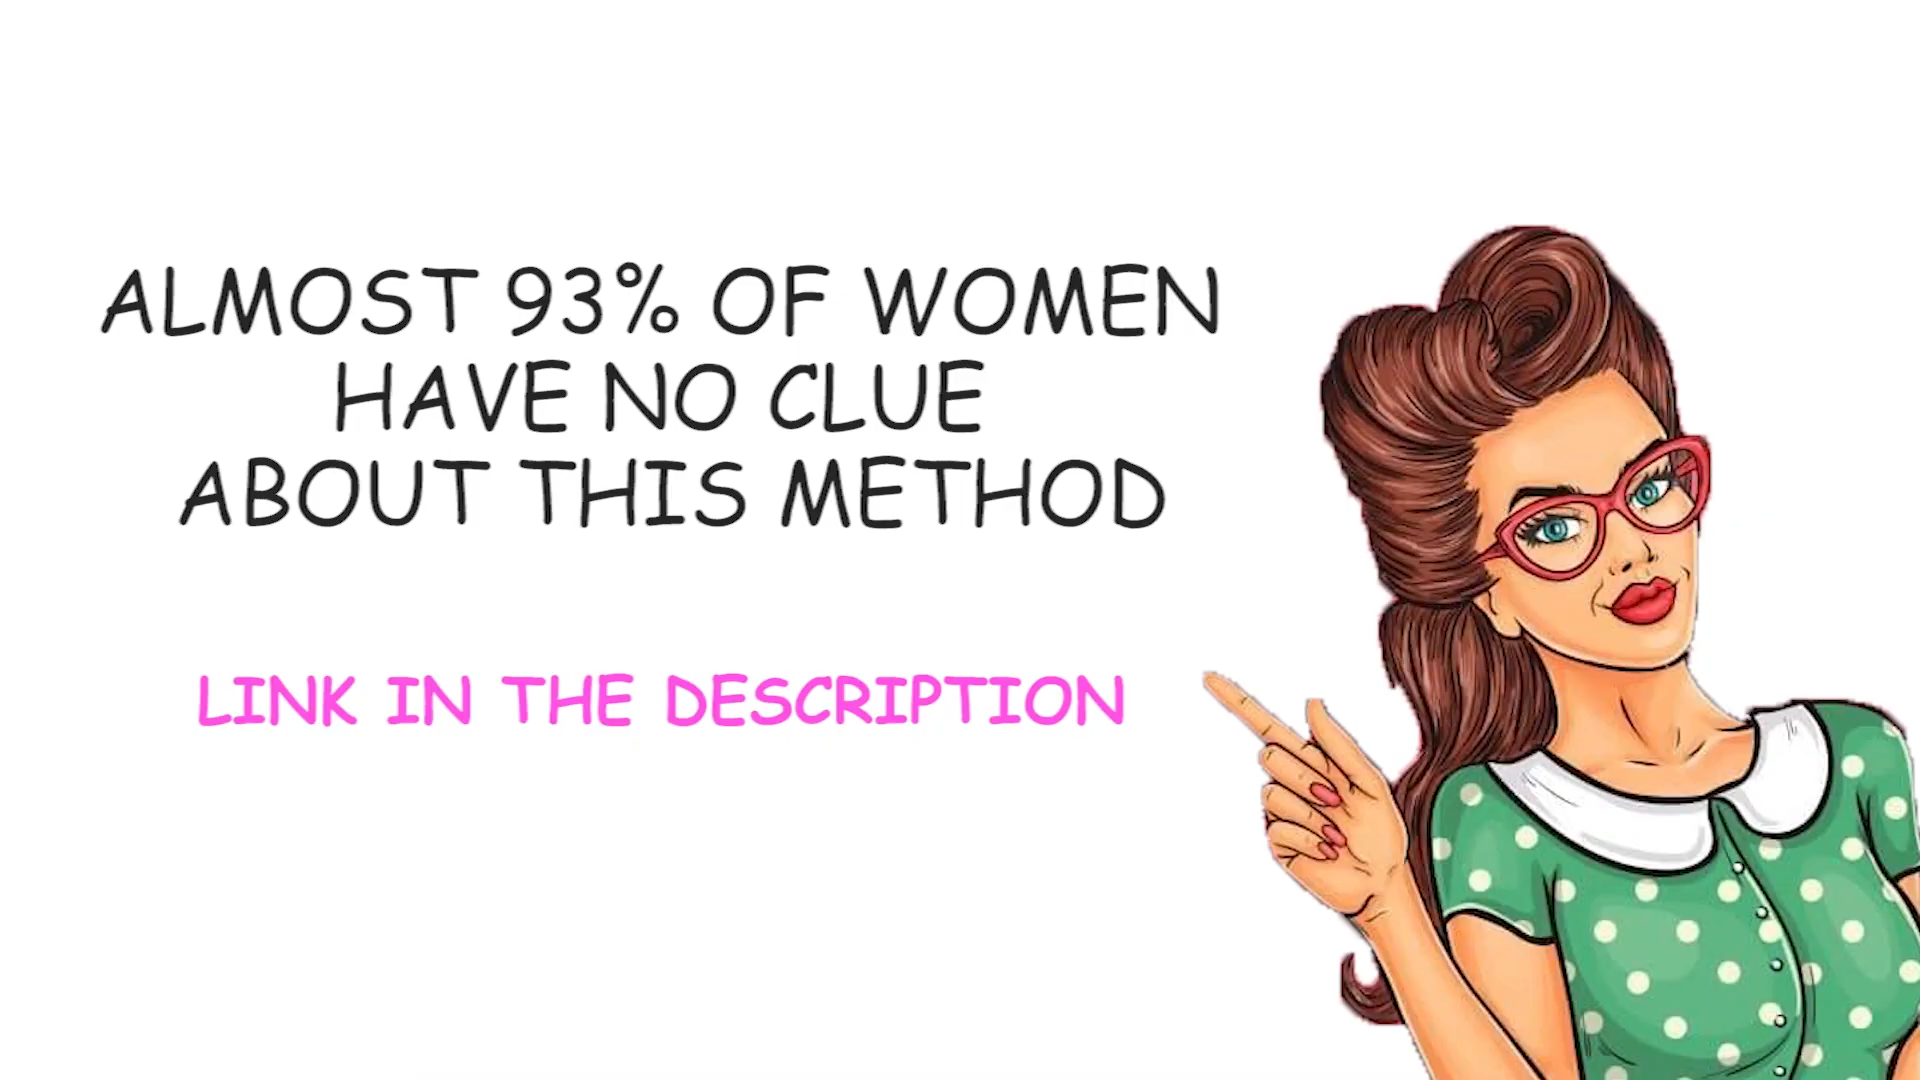 ALMOST 93% OF WOMEN
HAVE NO CLUE
ABOUT THIS METHOD
LINK IN THE DESCRIPTION